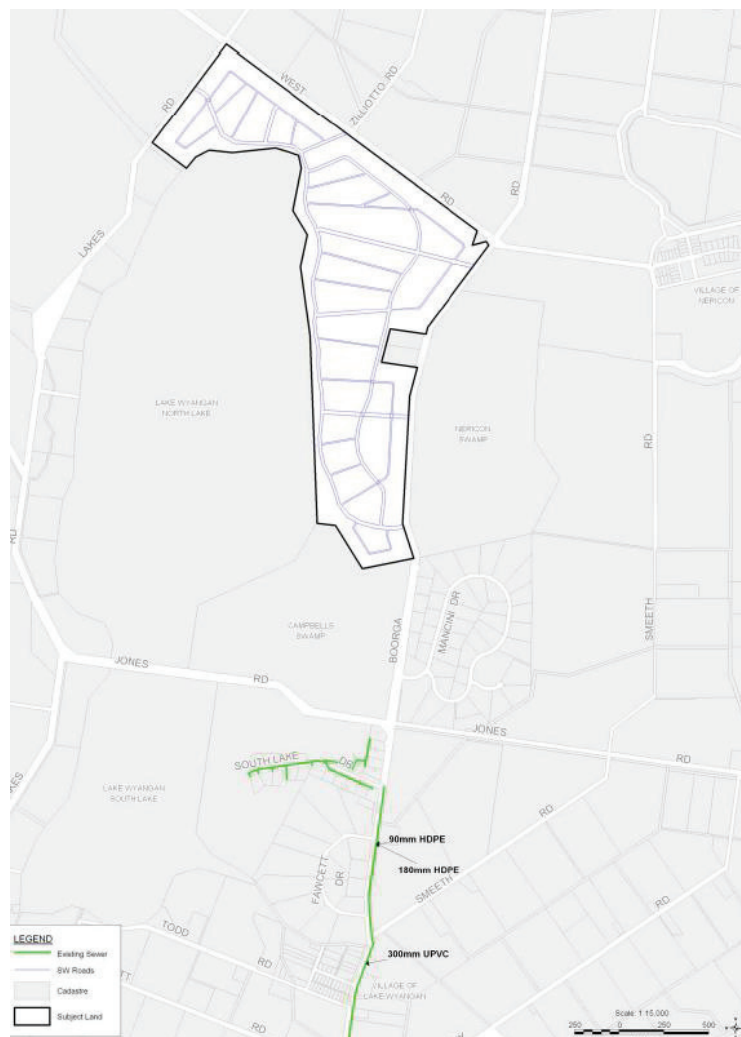 WEST
ZILLIOTTO RD
RD
RD
RD
LAKES
VILLAGE OF
NERICON
LAKE WYANGAN
NORTH LAKE
NERICON
SWAMP
RD
RD
CAMPBELLS
SWAMP
BOORGA
MANCINI DR
SMEETH
JONES
RD
JONES
RD
SOUTH LAKE
DR
LAKE WYANGAN
SOUTH LAKE
RD
90mm HDPE
180mm HDPE
FAWCETT
DR
SMEETH
RD
TODD
RD
300mm UPVC
VILLAGE OF
LAKE WYANGAN
LEGEND
Existing Sewer
SW Roads
Cadastre
Subject Land
Scale: 1:15,000
250 0 250 500